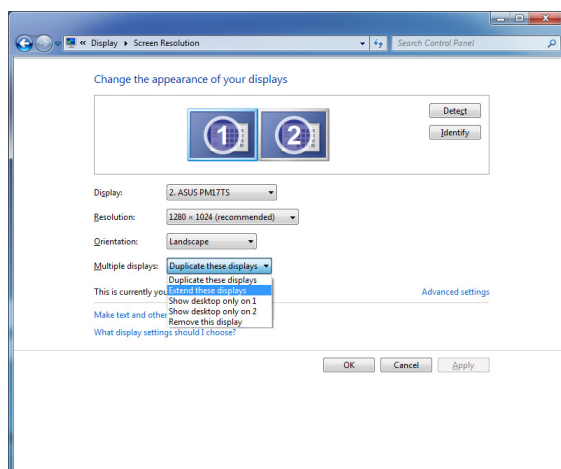 « Display ▸ Screen Resolution
Search Control Panel
Change the appearance of your displays
1
2
Detect
Identify
Display: 2. ASUS PM17TS
Resolution: 1280 × 1024 (recommended)
Orientation: Landscape
Multiple displays: Duplicate these displays
Duplicate these displays
This is currently you Extend these displays Advanced settings
Show desktop only on 1
Make text and othe Show desktop only on 2
Remove this display
What display settings should I choose?
OK Cancel Apply